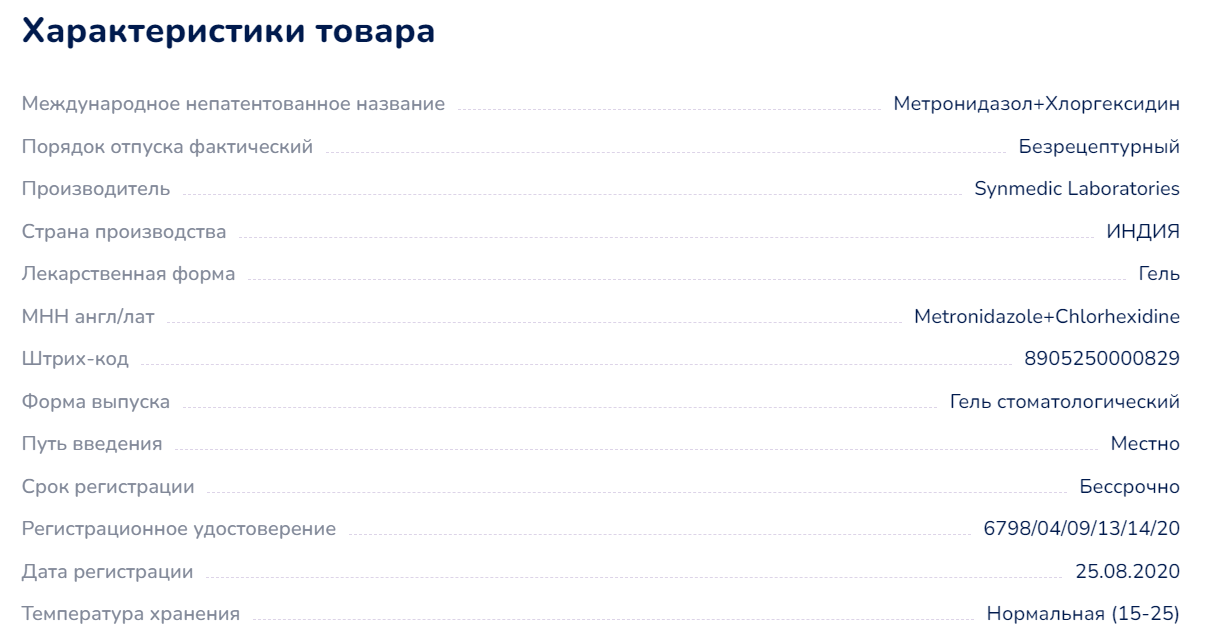 Характеристики товара
Международное непатентованное название Метронидазол+Хлоргексидин
Порядок отпуска фактический Безрецептурный
Производитель Synmedic Laboratories
Страна производства ИНДИЯ
Лекарственная форма Гель
МНН англ/лат Metronidazole+Chlorhexidine
Штрих-код 8905250000829
Форма выпуска Гель стоматологический
Путь введения Местно
Срок регистрации Бессрочно
Регистрационное удостоверение 6798/04/09/13/14/20
Дата регистрации 25.08.2020
Температура хранения Нормальная (15-25)